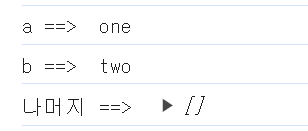 a ==> one
b ==> two
나머지 ==> ▶ []